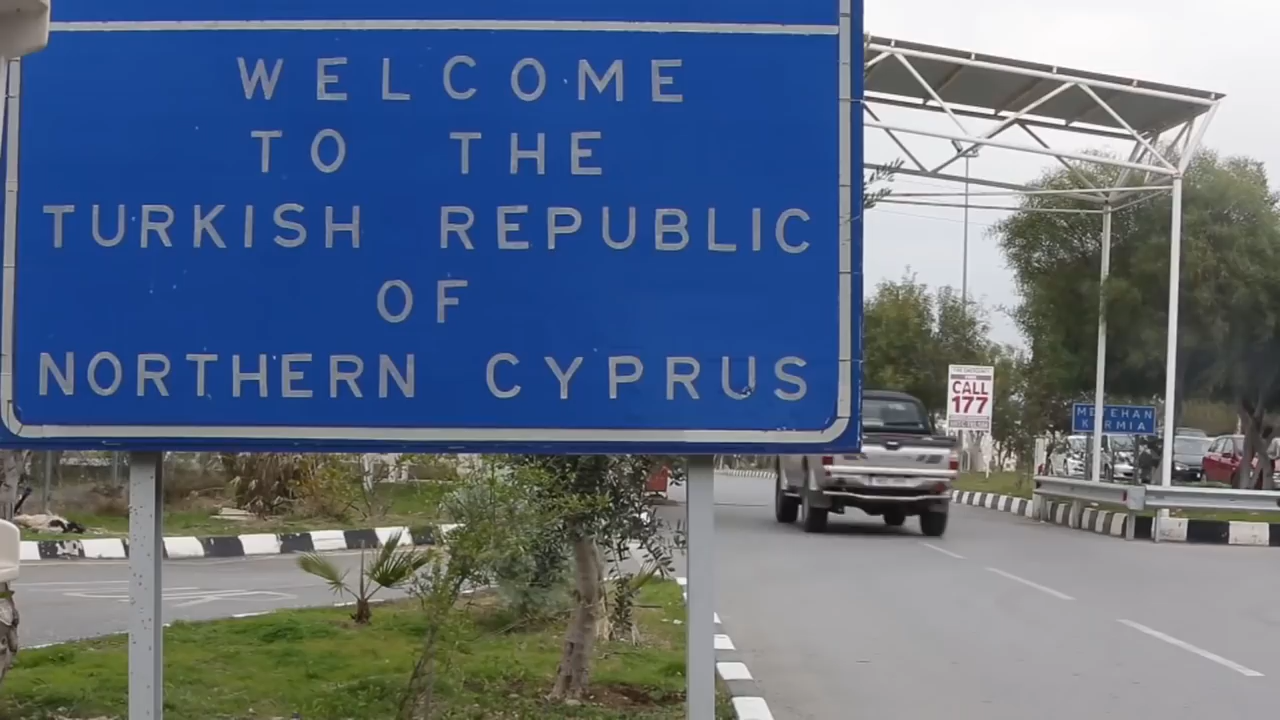 WELCOME
TO THE
TURKISH REPUBLIC
OF
NORTHERN CYPRUS
CALL
177
METEHAN
KERMIA